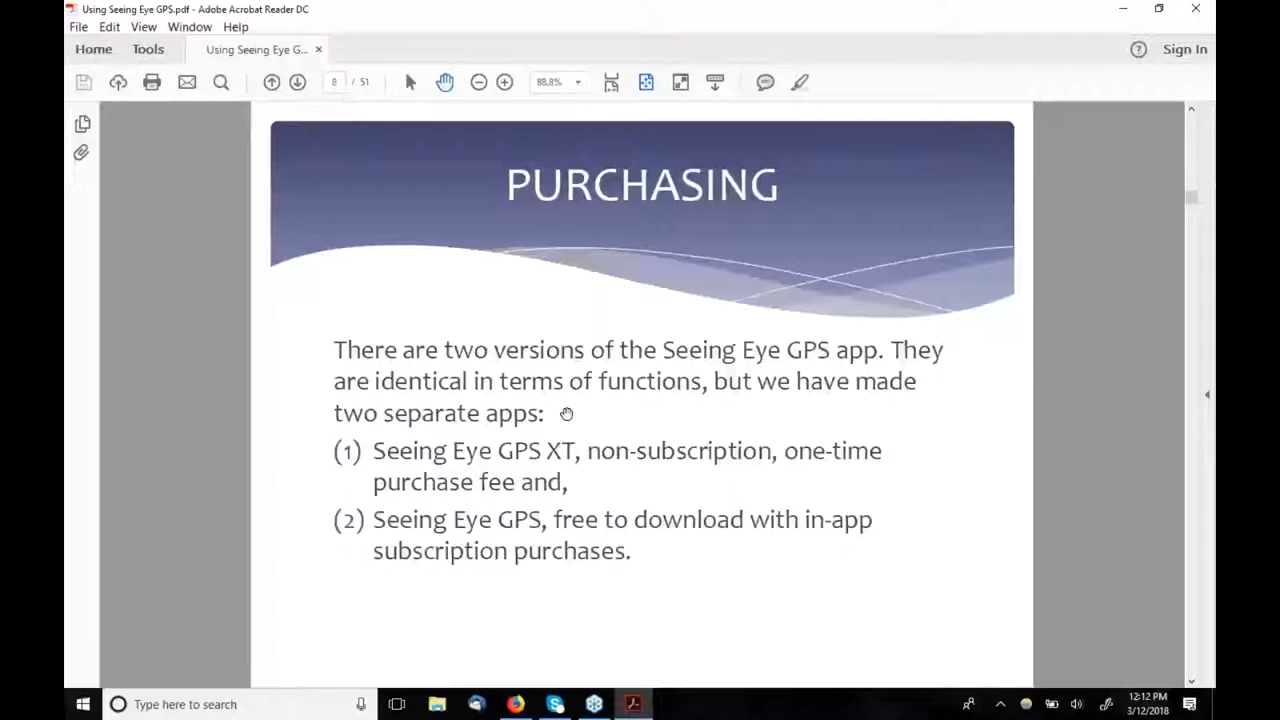 Using Seeing Eye GPS.pdf - Adobe Acrobat Reader DC
File Edit View Window Help
Home Tools Using Seeing Eye G... × Sign In
8 / 51 88.8%
PURCHASING
There are two versions of the Seeing Eye GPS app. They
are identical in terms of functions, but we have made
two separate apps:
(1) Seeing Eye GPS XT, non-subscription, one-time
purchase fee and,
(2) Seeing Eye GPS, free to download with in-app
subscription purchases.
Type here to search
12:12 PM
3/12/2018